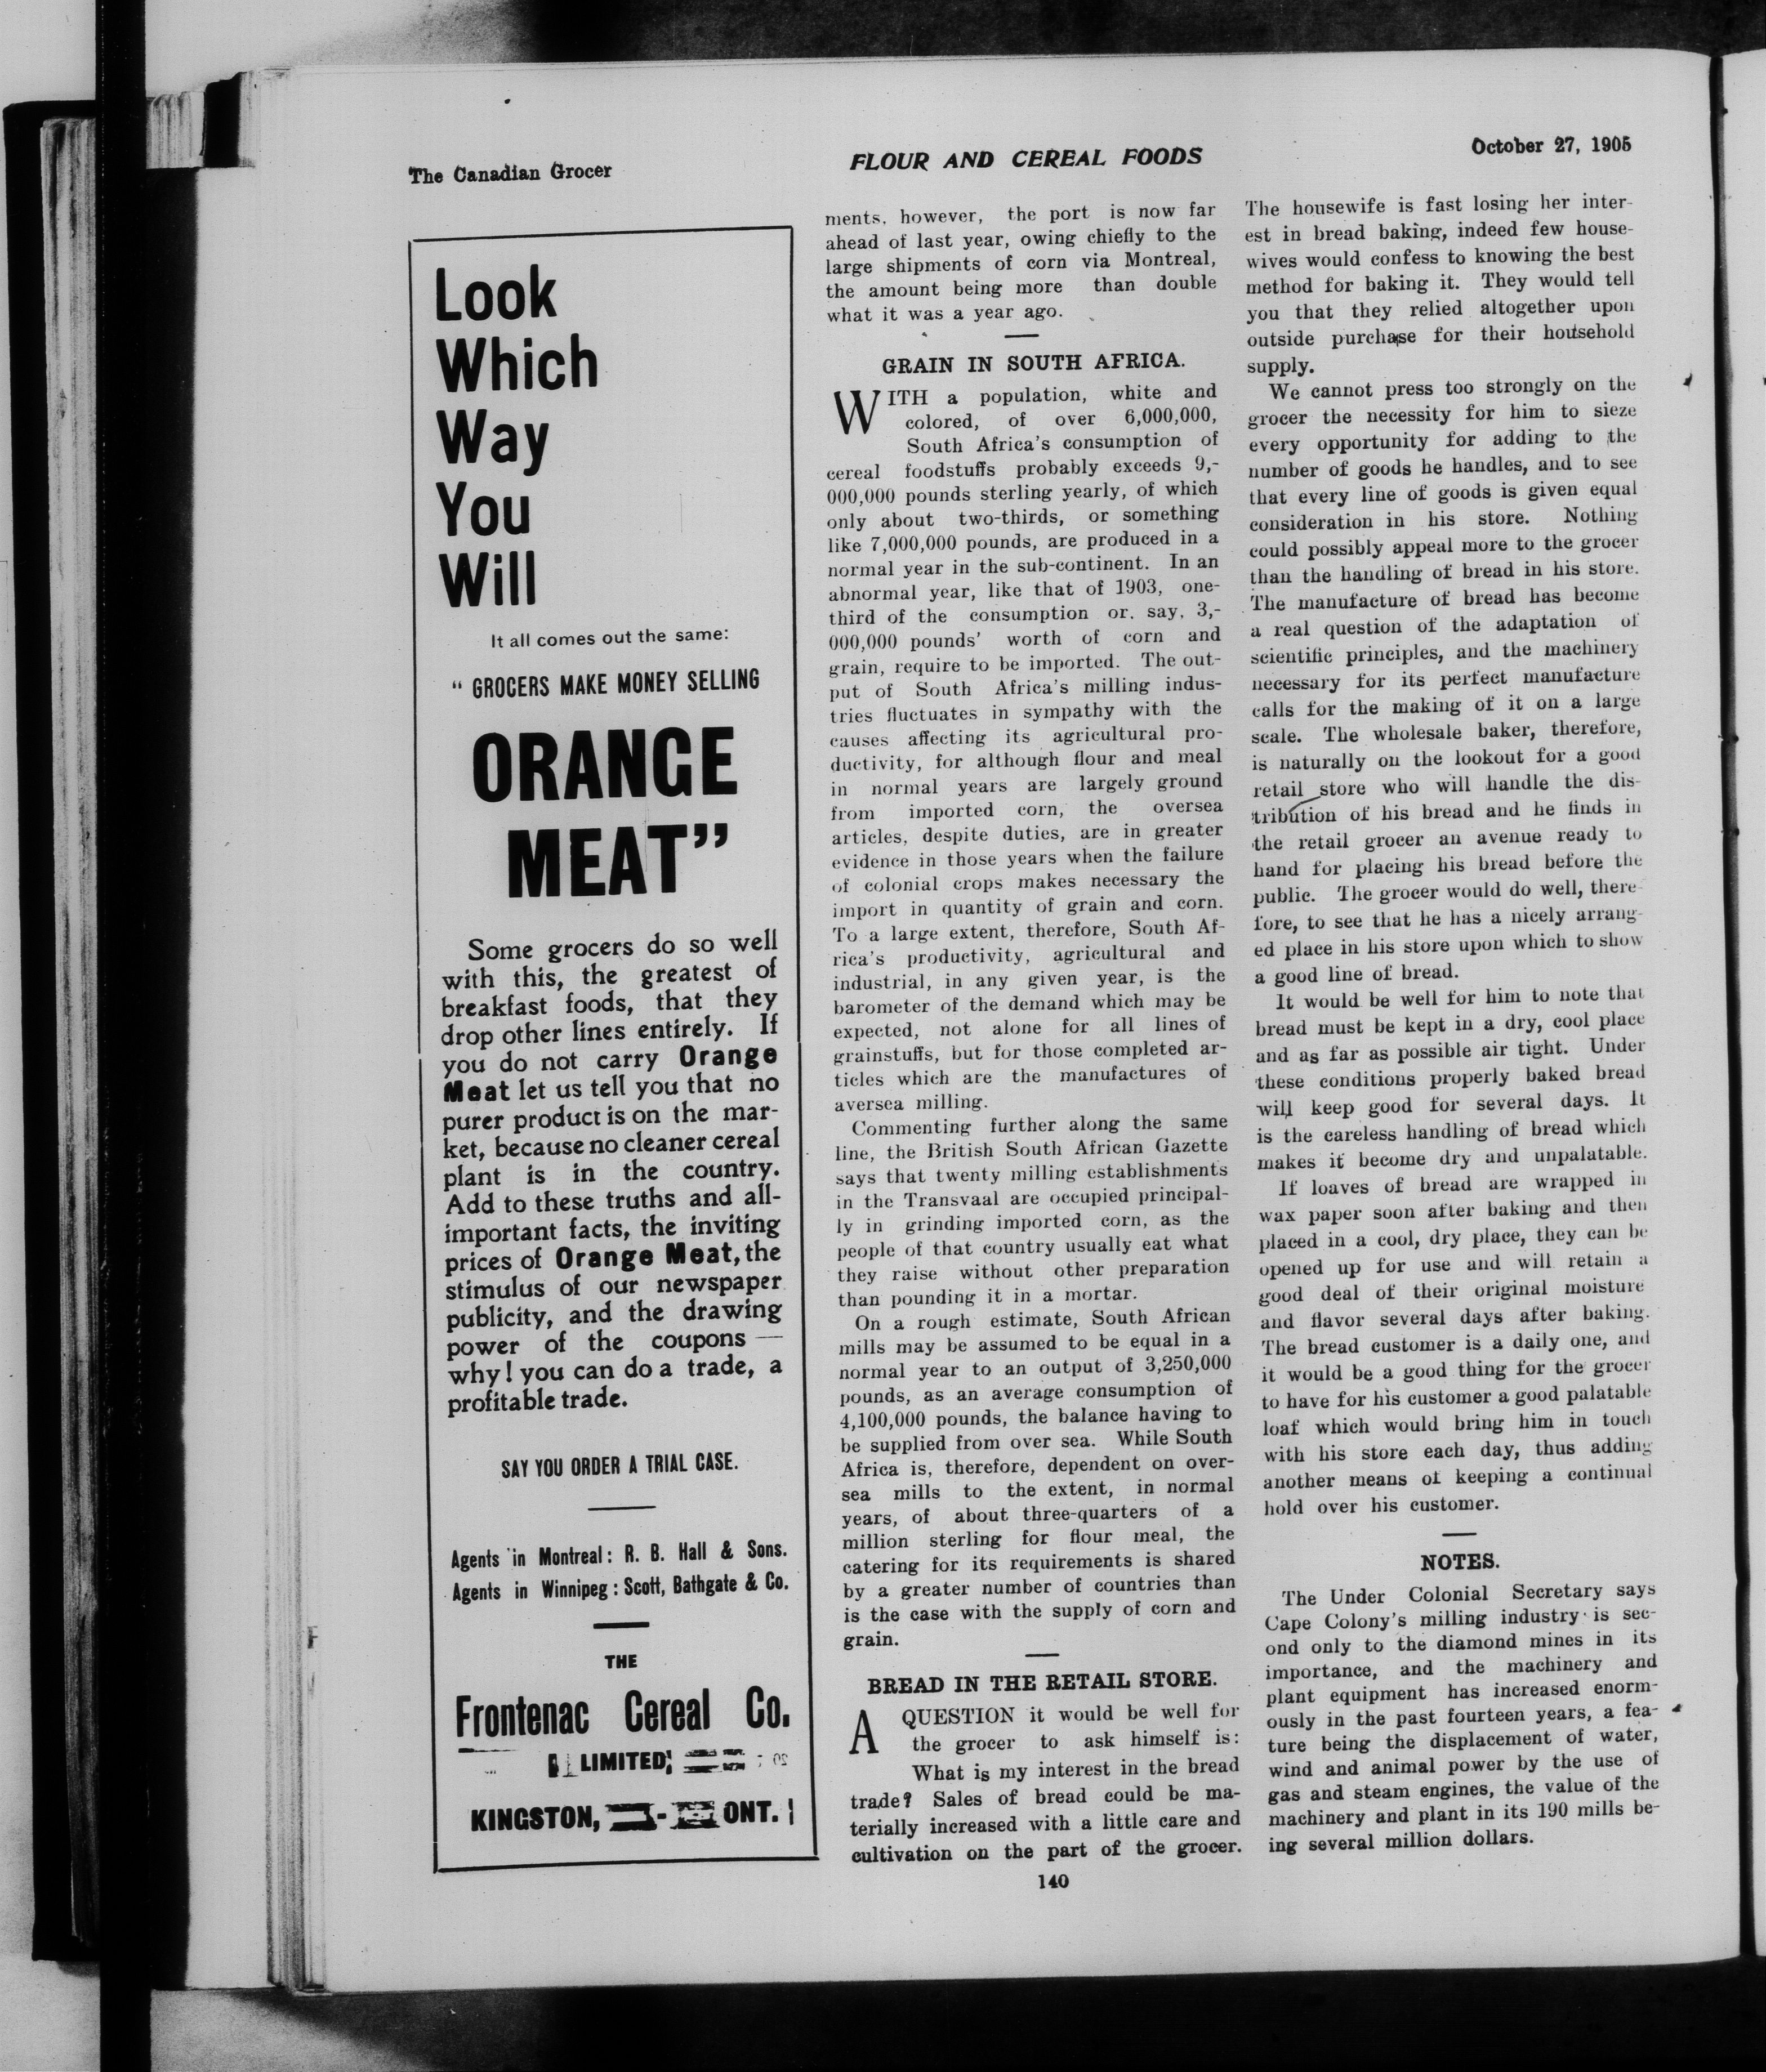 The Canadian Grocer
FLOUR AND CEREAL FOODS
October 27, 1905
Look
Which
Way
You
Will
It all comes out the same:
" GROCERS MAKE MONEY SELLING
ORANGE
MEAT"
Some grocers do so well
with this, the greatest of
breakfast foods, that they
drop other lines entirely. If
you do not carry Orange
Meat let us tell you that no
purer product is on the mar-
ket, because no cleaner cereal
plant is in the country.
Add to these truths and all-
important facts, the inviting
prices of Orange Meat, the
stimulus of our newspaper
publicity, and the drawing
power of the coupons —
why! you can do a trade, a
profitable trade.
SAY YOU ORDER A TRIAL CASE.
Agents in Montreal: R. B. Hall & Sons.
Agents in Winnipeg: Scott, Bathgate & Co.
THE
Frontenac Cereal Co.
LIMITED
KINGSTON, - ONT.
ments, however, the port is now far
ahead of last year, owing chiefly to the
large shipments of corn via Montreal,
the amount being more than double
what it was a year ago.
GRAIN IN SOUTH AFRICA.
WITH a population, white and
colored, of over 6,000,000,
South Africa's consumption of
cereal foodstuffs probably exceeds 9,-
000,000 pounds sterling yearly, of which
only about two-thirds, or something
like 7,000,000 pounds, are produced in a
normal year in the sub-continent. In an
abnormal year, like that of 1903, one-
third of the consumption or, say, 3,-
000,000 pounds' worth of corn and
grain, require to be imported. The out-
put of South Africa's milling indus-
tries fluctuates in sympathy with the
causes affecting its agricultural pro-
ductivity, for although flour and meal
in normal years are largely ground
from imported corn, the oversea
articles, despite duties, are in greater
evidence in those years when the failure
of colonial crops makes necessary the
import in quantity of grain and corn.
To a large extent, therefore, South Af-
rica's productivity, agricultural and
industrial, in any given year, is the
barometer of the demand which may be
expected, not alone for all lines of
grainstuffs, but for those completed ar-
ticles which are the manufactures of
aversea milling.
Commenting further along the same
line, the British South African Gazette
says that twenty milling establishments
in the Transvaal are occupied principal-
ly in grinding imported corn, as the
people of that country usually eat what
they raise without other preparation
than pounding it in a mortar.
On a rough estimate, South African
mills may be assumed to be equal in a
normal year to an output of 3,250,000
pounds, as an average consumption of
4,100,000 pounds, the balance having to
be supplied from over sea. While South
Africa is, therefore, dependent on over-
sea mills to the extent, in normal
years, of about three-quarters of a
million sterling for flour meal, the
catering for its requirements is shared
by a greater number of countries than
is the case with the supply of corn and
grain.
BREAD IN THE RETAIL STORE.
A QUESTION it would be well for
the grocer to ask himself is:
What is my interest in the bread
trade? Sales of bread could be ma-
terially increased with a little care and
cultivation on the part of the grocer.
The housewife is fast losing her inter-
est in bread baking, indeed few house-
wives would confess to knowing the best
method for baking it. They would tell
you that they relied altogether upon
outside purchase for their household
supply.
We cannot press too strongly on the
grocer the necessity for him to sieze
every opportunity for adding to the
number of goods he handles, and to see
that every line of goods is given equal
consideration in his store. Nothing
could possibly appeal more to the grocer
than the handling of bread in his store.
The manufacture of bread has become
a real question of the adaptation of
scientific principles, and the machinery
necessary for its perfect manufacture
calls for the making of it on a large
scale. The wholesale baker, therefore,
is naturally on the lookout for a good
retail store who will handle the dis-
tribution of his bread and he finds in
the retail grocer an avenue ready to
hand for placing his bread before the
public. The grocer would do well, there-
fore, to see that he has a nicely arrang-
ed place in his store upon which to show
a good line of bread.
It would be well for him to note that
bread must be kept in a dry, cool place
and as far as possible air tight. Under
these conditions properly baked bread
will keep good for several days. It
is the careless handling of bread which
makes it become dry and unpalatable.
If loaves of bread are wrapped in
wax paper soon after baking and then
placed in a cool, dry place, they can be
opened up for use and will retain a
good deal of their original moisture
and flavor several days after baking.
The bread customer is a daily one, and
it would be a good thing for the grocer
to have for his customer a good palatable
loaf which would bring him in touch
with his store each day, thus adding
another means of keeping a continual
hold over his customer.
NOTES.
The Under Colonial Secretary says
Cape Colony's milling industry is sec-
ond only to the diamond mines in its
importance, and the machinery and
plant equipment has increased enorm-
ously in the past fourteen years, a fea-
ture being the displacement of water,
wind and animal power by the use of
gas and steam engines, the value of the
machinery and plant in its 190 mills be-
ing several million dollars.
140